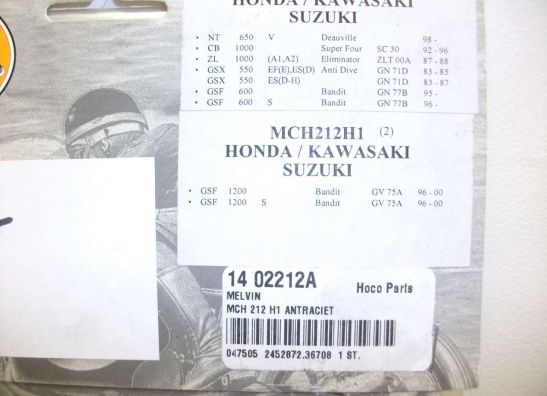 HONDA / KAWASAKI
SUZUKI
• NT 650 V Deauville 98 -
• CB 1000 Super Four SC 30 92 - 96
• ZL 1000 (A1,A2) Eliminator ZLT 00A 87 - 88
• GSX 550 EF(E),ES(D) Anti Dive GN 71D 83 - 85
GSX 550 ES(D-H) GN 71D 83 - 87
• GSF 600 Bandit GN 77B 95 -
• GSF 600 S Bandit GN 77B 96 -
MCH212H1 (2)
HONDA / KAWASAKI
SUZUKI
• GSF 1200 Bandit GV 75A 96 - 00
• GSF 1200 S Bandit GV 75A 96 - 00
14 02212A Hoco Parts
MELVIN
MCH 212 H1 ANTRACIET
047505 2452872.36708 1 ST.